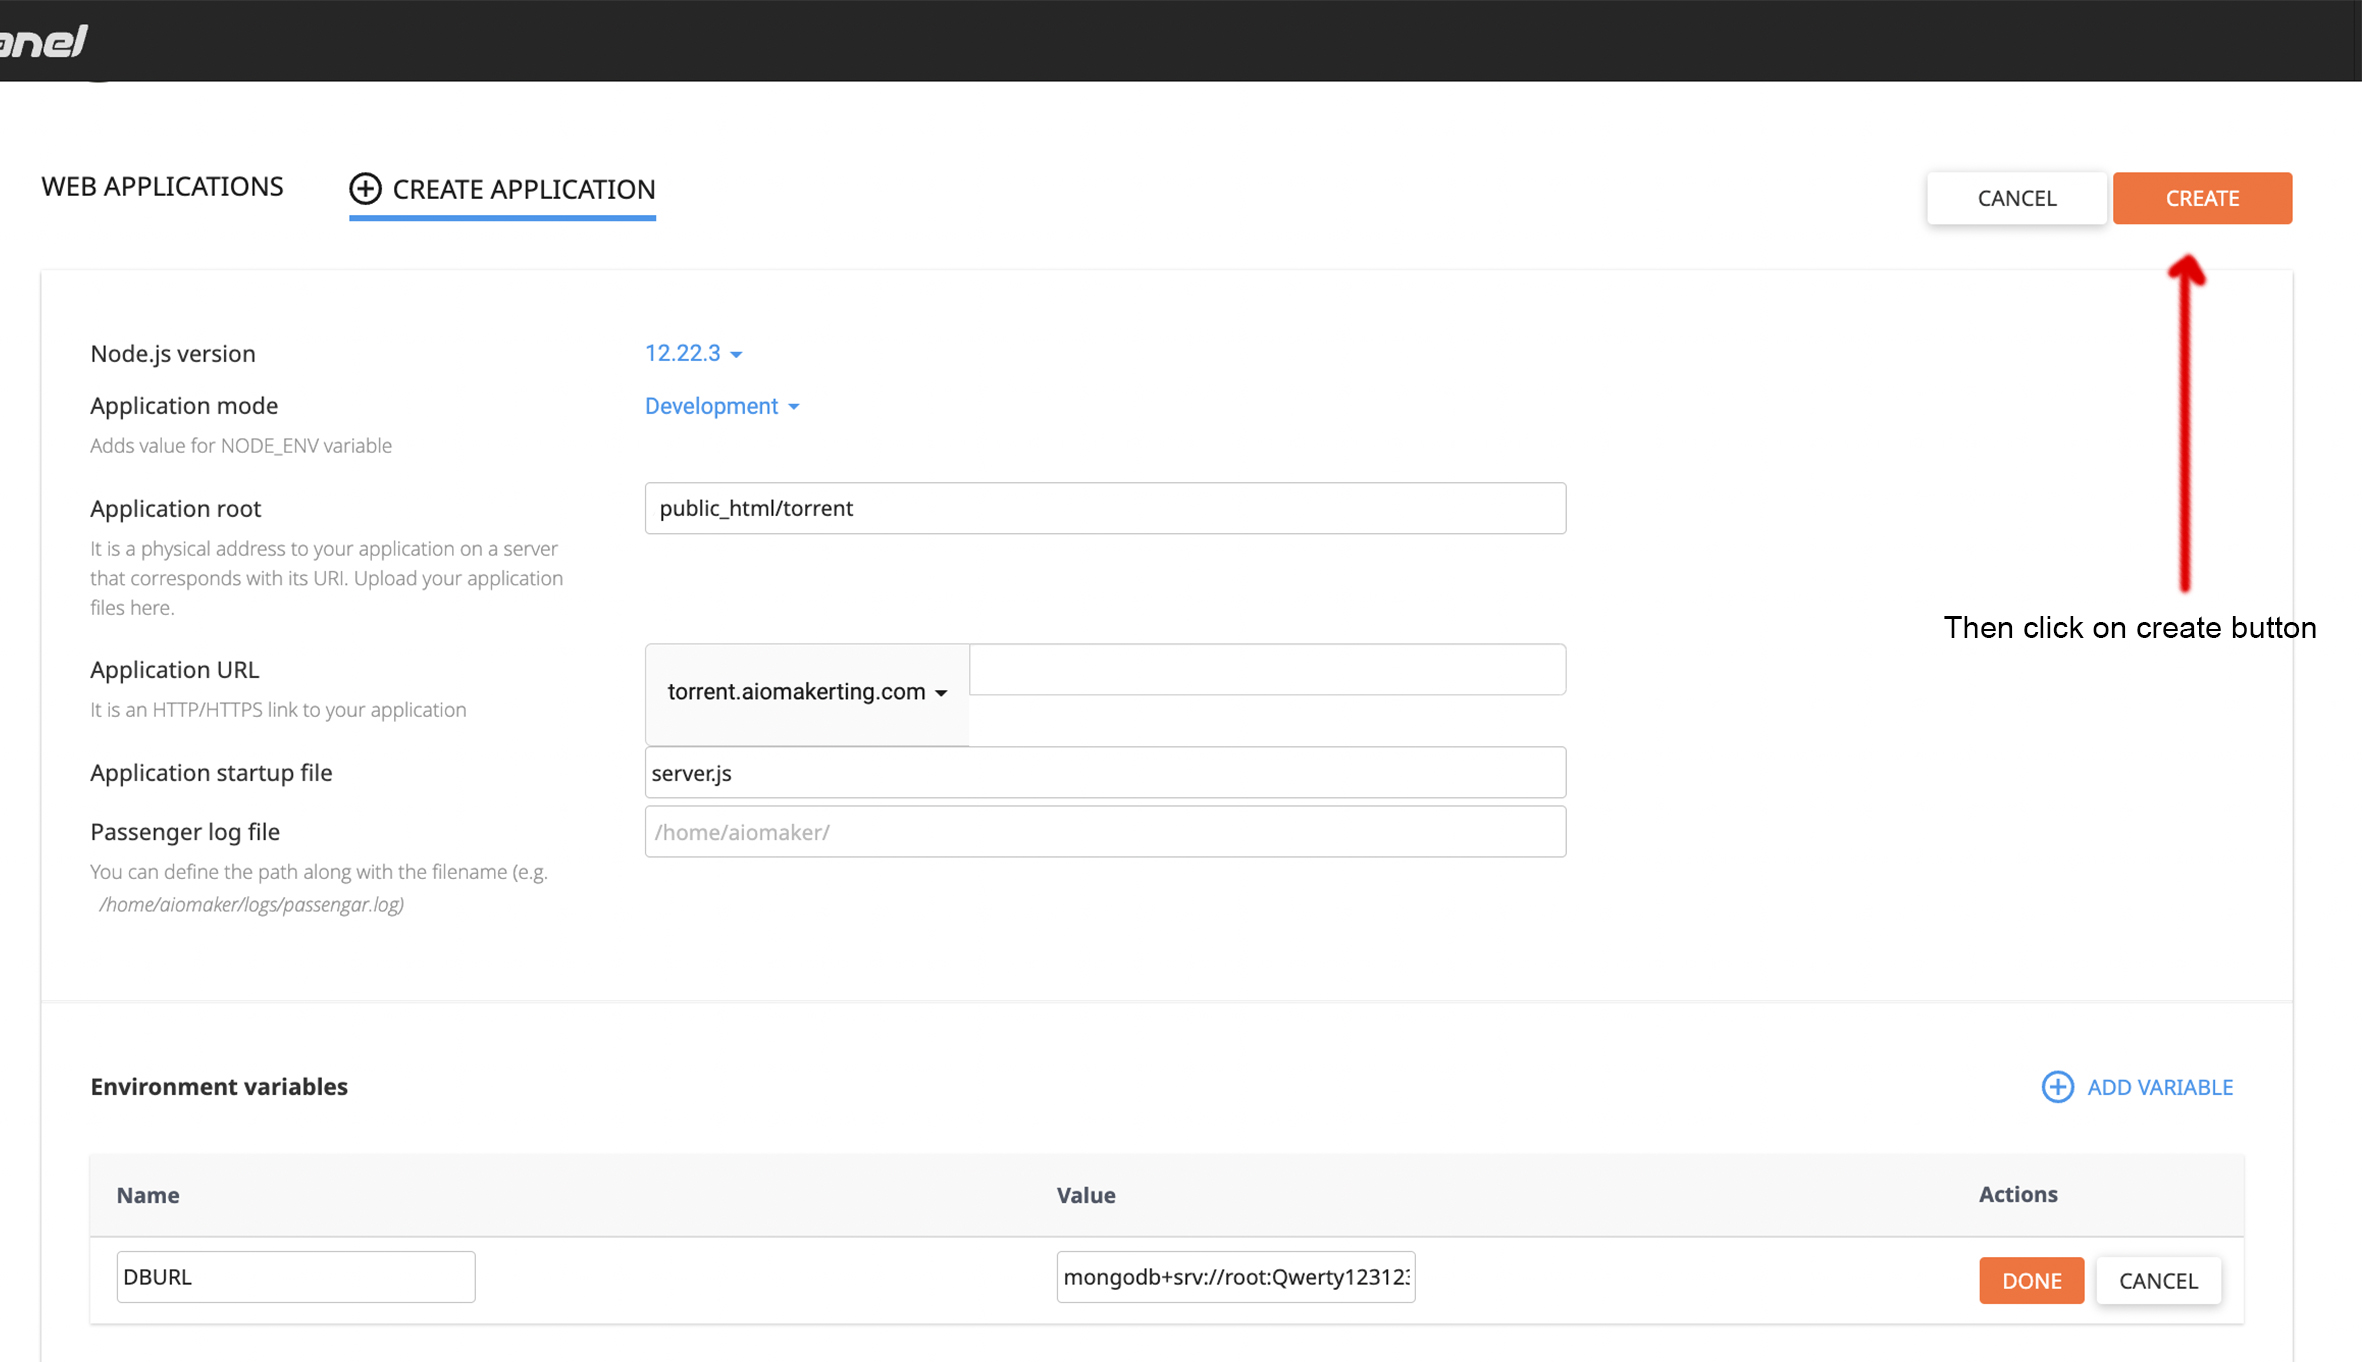 anel
WEB APPLICATIONS
CREATE APPLICATION
CANCEL
CREATE
Node.js version
12.22.3
Application mode
Development
Adds value for NODE_ENV variable
Application root
public_html/torrent
It is a physical address to your application on a server
that corresponds with its URI. Upload your application
files here.
Then click on create button
Application URL
torrent.aiomakerting.com
It is an HTTP/HTTPS link to your application
Application startup file
server.js
Passenger log file
/home/aiomaker/
You can define the path along with the filename (e.g.
/home/aiomaker/logs/passengar.log)
Environment variables
ADD VARIABLE
Name
Value
Actions
DBURL
mongodb+srv://root:Qwerty123123
DONE
CANCEL